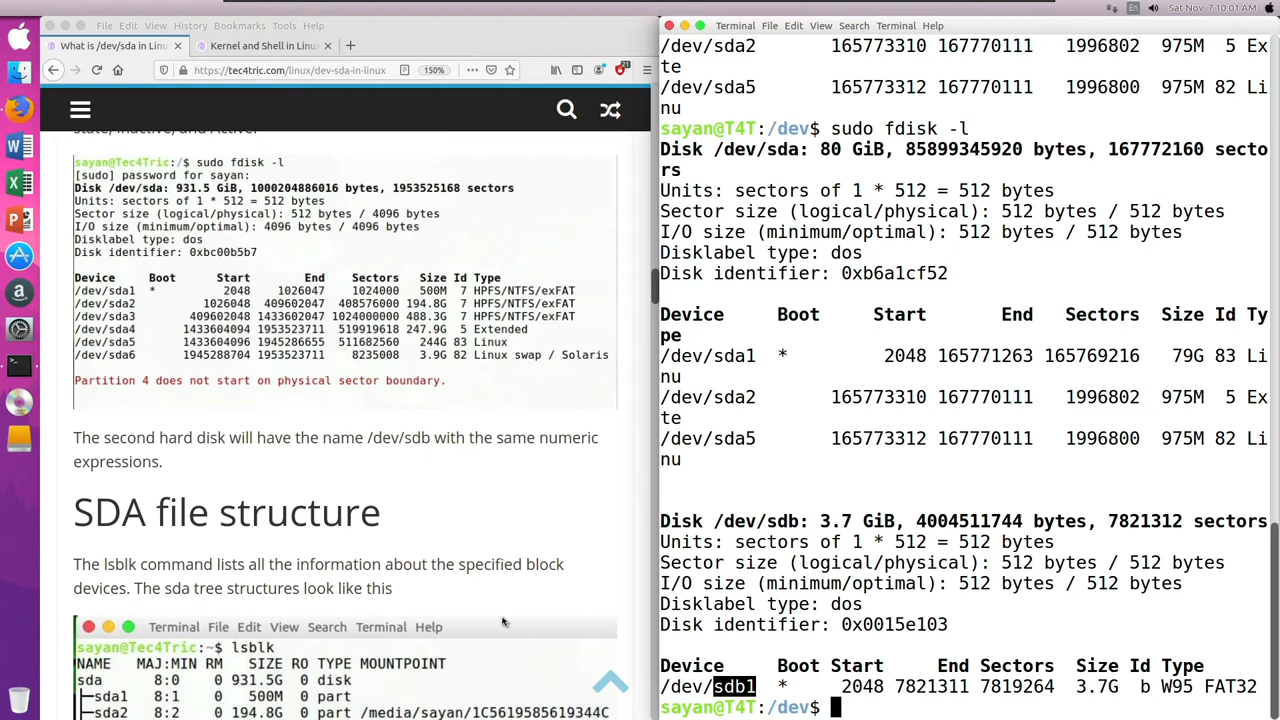 Terminal File Edit View Search Terminal Help
En
Sat Nov 7,10:01 AM
File Edit View History Bookmarks Tools Help
What is /dev/sda in Linu
Kernel and Shell in Linux
https://tec4tric.com/linux/dev-sda-in-linux
150%
21
state, Inactive, and Active.
sayan@Tec4Tric:/$ sudo fdisk -l
[sudo] password for sayan:
Disk /dev/sda: 931.5 GiB, 1000204886016 bytes, 1953525168 sectors
Units: sectors of 1 * 512 = 512 bytes
Sector size (logical/physical): 512 bytes / 4096 bytes
I/O size (minimum/optimal): 4096 bytes / 4096 bytes
Disklabel type: dos
Disk identifier: 0xbc00b5b7
Device Boot Start End Sectors Size Id Type
/dev/sda1 * 2048 1026047 1024000 500M 7 HPFS/NTFS/exFAT
/dev/sda2 1026048 409602047 408576000 194.8G 7 HPFS/NTFS/exFAT
/dev/sda3 409602048 1433602047 1024000000 488.3G 7 HPFS/NTFS/exFAT
/dev/sda4 1433604094 1953523711 519919618 247.9G 5 Extended
/dev/sda5 1433604096 1945286655 511682560 244G 83 Linux
/dev/sda6 1945288704 1953523711 8235008 3.9G 82 Linux swap / Solaris
Partition 4 does not start on physical sector boundary.
The second hard disk will have the name /dev/sdb with the same numeric
expressions.
SDA file structure
The lsblk command lists all the information about the specified block
devices. The sda tree structures look like this
Terminal File Edit View Search Terminal Help
sayan@Tec4Tric:~$ lsblk
NAME MAJ:MIN RM SIZE RO TYPE MOUNTPOINT
sda 8:0 0 931.5G 0 disk
├─sda1 8:1 0 500M 0 part
├─sda2 8:2 0 194.8G 0 part /media/sayan/1C5619585619344C
/dev/sda2 165773310 167770111 1996802 975M 5 Ex
te
/dev/sda5 165773312 167770111 1996800 975M 82 Li
nu
sayan@T4T:/dev$ sudo fdisk -l
Disk /dev/sda: 80 GiB, 85899345920 bytes, 167772160 secto
rs
Units: sectors of 1 * 512 = 512 bytes
Sector size (logical/physical): 512 bytes / 512 bytes
I/O size (minimum/optimal): 512 bytes / 512 bytes
Disklabel type: dos
Disk identifier: 0xb6a1cf52
Device Boot Start End Sectors Size Id Ty
pe
/dev/sda1 * 2048 165771263 165769216 79G 83 Li
nu
/dev/sda2 165773310 167770111 1996802 975M 5 Ex
te
/dev/sda5 165773312 167770111 1996800 975M 82 Li
nu
Disk /dev/sdb: 3.7 GiB, 4004511744 bytes, 7821312 sectors
Units: sectors of 1 * 512 = 512 bytes
Sector size (logical/physical): 512 bytes / 512 bytes
I/O size (minimum/optimal): 512 bytes / 512 bytes
Disklabel type: dos
Disk identifier: 0x0015e103
Device Boot Start End Sectors Size Id Type
/dev/sdb1 * 2048 7821311 7819264 3.7G b W95 FAT32
sayan@T4T:/dev$